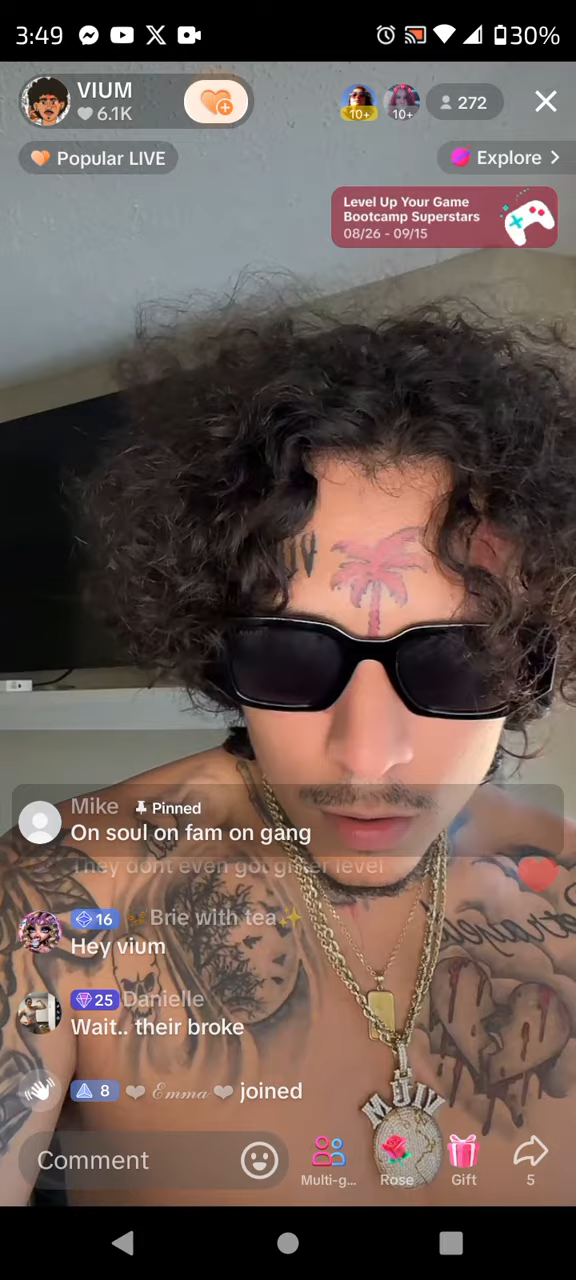 3:49
30%
VIUM
6.1K
10+
10+
272
Popular LIVE
Explore >
Level Up Your Game
Bootcamp Superstars
08/26 - 09/15
Mike Pinned
On soul on fam on gang
They dont even got gifter level
16 Brie with tea✨
Hey vium
25 Danielle
Wait.. their broke
8 ❤ 𝓔𝓶𝓶𝓪 ❤ joined
MJIV
Comment
Multi-g...
Rose
Gift
5